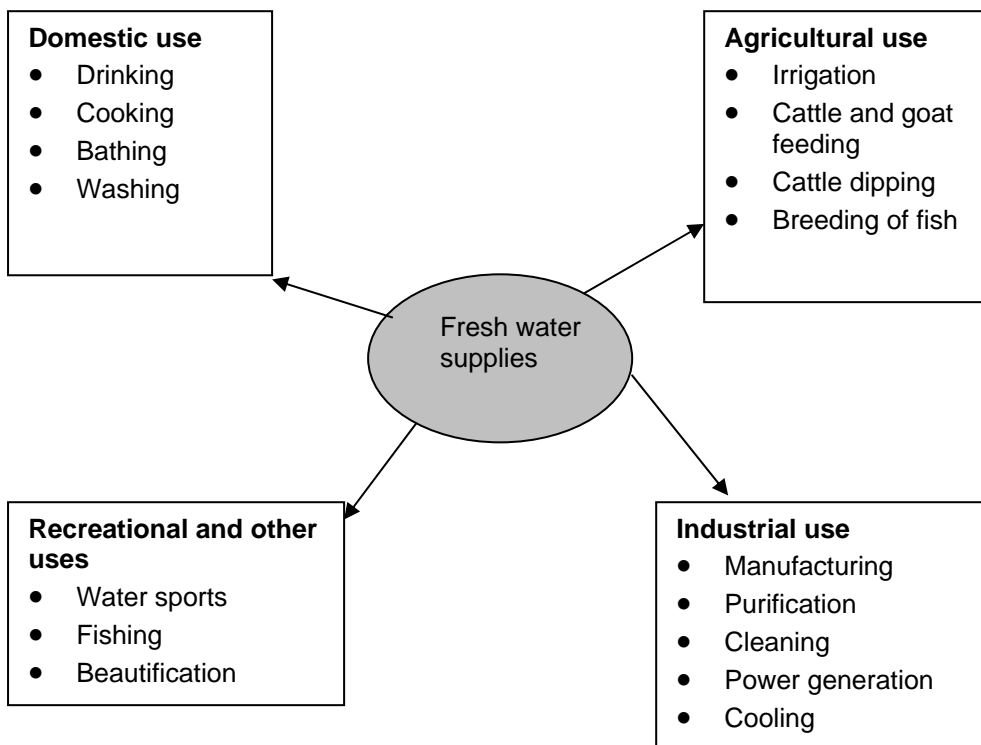 Domestic use
● Drinking
● Cooking
● Bathing
● Washing
Agricultural use
● Irrigation
● Cattle and goat
feeding
● Cattle dipping
● Breeding of fish
Fresh water
supplies
Recreational and other
uses
● Water sports
● Fishing
● Beautification
Industrial use
● Manufacturing
● Purification
● Cleaning
● Power generation
● Cooling